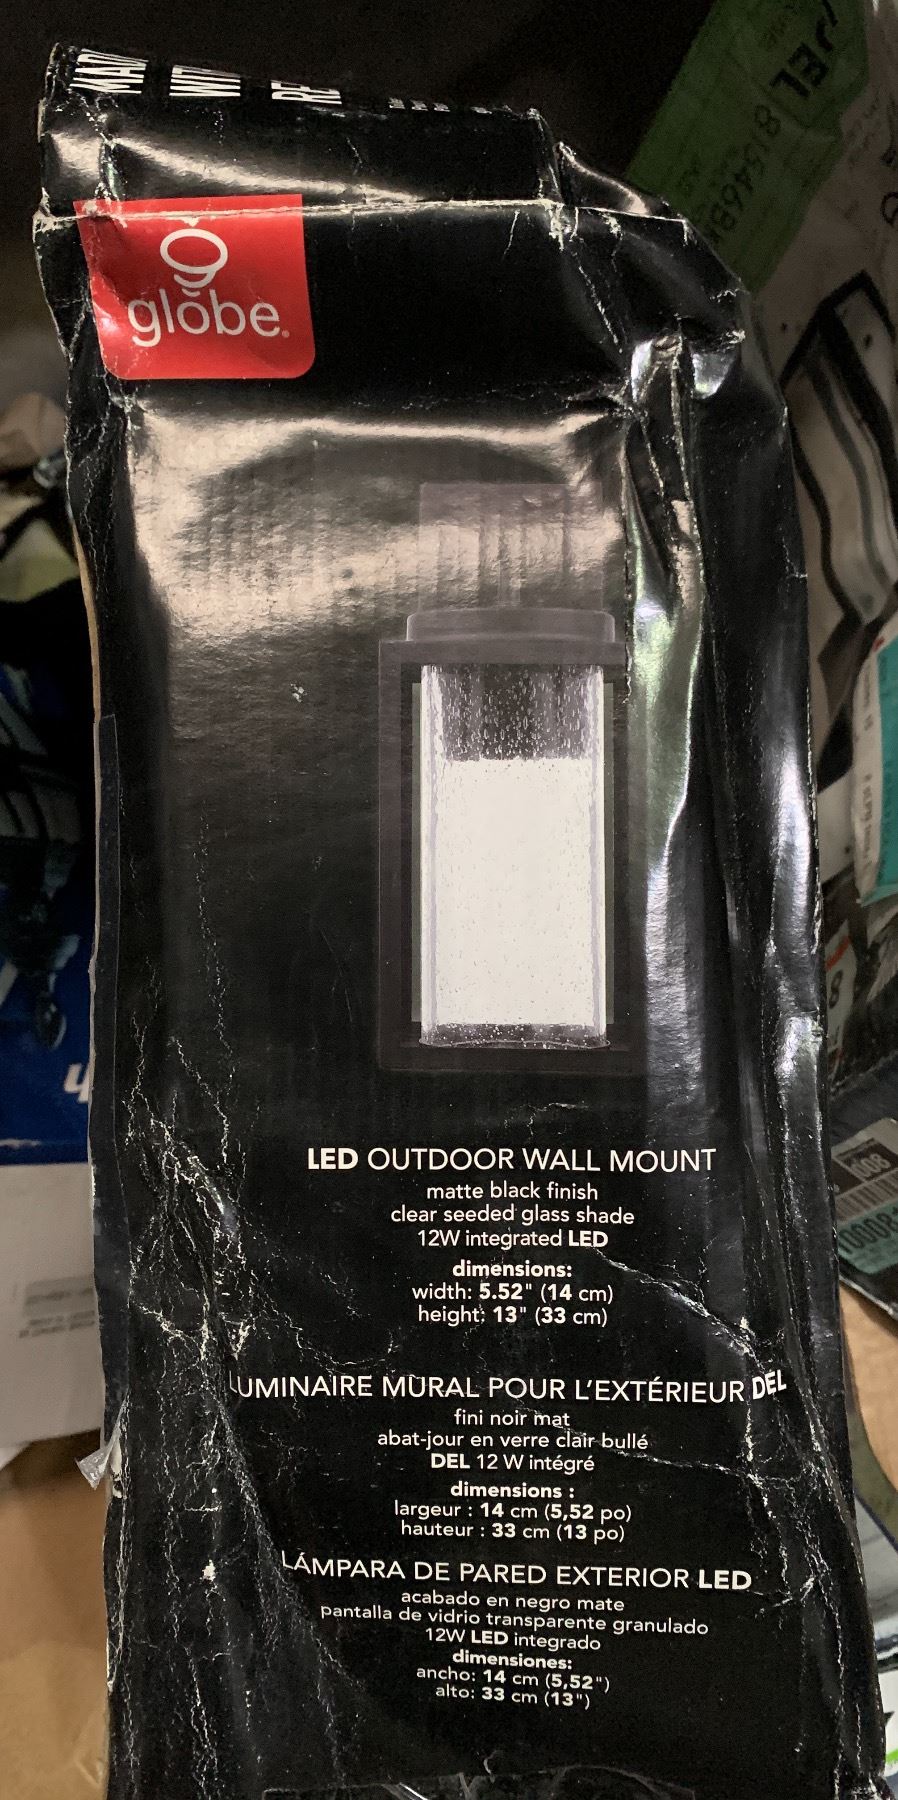 globe
LED OUTDOOR WALL MOUNT
matte black finish
clear seeded glass shade
12W integrated LED
dimensions:
width: 5.52" (14 cm)
height: 13" (33 cm)
LUMINAIRE MURAL POUR L'EXTÉRIEUR DEL
fini noir mat
abat-jour en verre clair bullé
DEL 12 W intégré
dimensions :
largeur : 14 cm (5,52 po)
hauteur : 33 cm (13 po)
LÁMPARA DE PARED EXTERIOR LED
acabado en negro mate
pantalla de vidrio transparente granulado
12W LED integrado
dimensiones:
ancho: 14 cm (5,52")
alto: 33 cm (13")